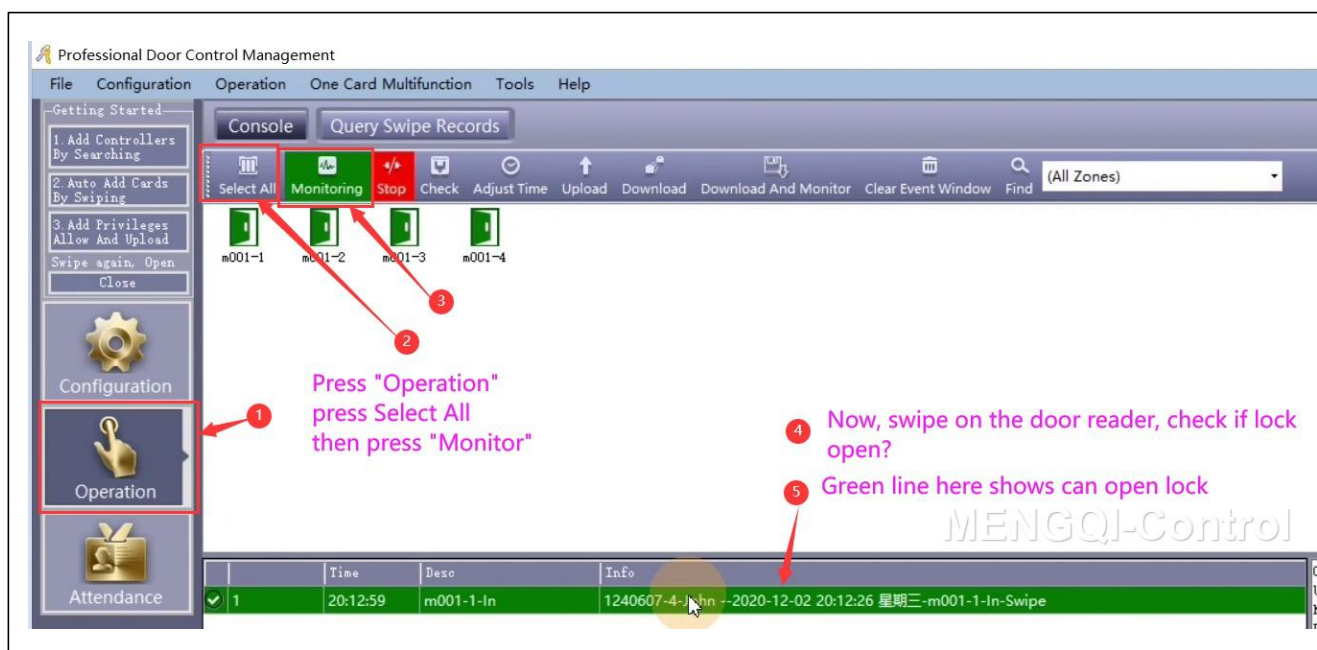 Professional Door Control Management
File Configuration Operation One Card Multifunction Tools Help
Getting Started
1.Add Controllers
By Searching
2.Auto Add Cards
By Swiping
3.Add Privileges
Allow And Upload
Swipe again, Open
Close
Configuration
Operation
Attendance
Console Query Swipe Records
Select All Monitoring Stop Check Adjust Time Upload Download Download And Monitor Clear Event Window Find (All Zones)
m001-1 m001-2 m001-3 m001-4
3
2
1
Press "Operation"
press Select All
then press "Monitor"
4 Now, swipe on the door reader, check if lock
open?
5 Green line here shows can open lock
MENGQI-Control
Time Desc Info
1 20:12:59 m001-1-In 1240607-4-John --2020-12-02 20:12:26 星期三-m001-1-In-Swipe